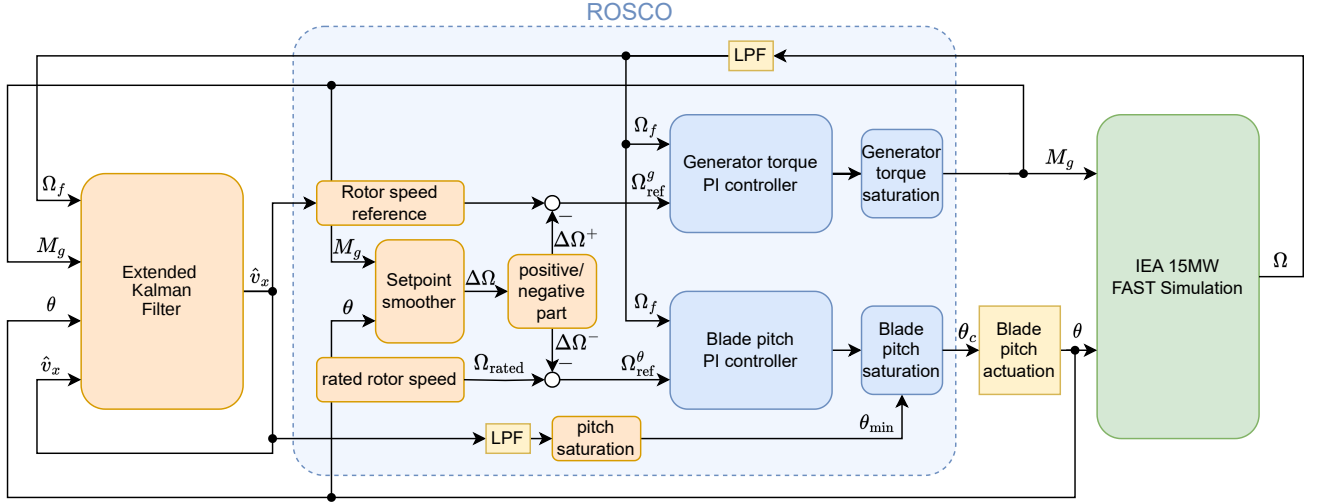 ROSCO
LPF
Ω_f
M_g
θ
v̂_x
Extended
Kalman
Filter
v̂_x
Rotor speed
reference
M_g
θ
Setpoint
smoother
ΔΩ
positive/
negative
part
−
ΔΩ⁺
ΔΩ⁻
−
rated rotor speed
Ω_rated
LPF
pitch
saturation
Ω_f
Ω_ref^g
Generator torque
PI controller
Generator
torque
saturation
M_g
Ω_f
Ω_ref^θ
Blade pitch
PI controller
Blade
pitch
saturation
θ_min
θ_c
Blade
pitch
actuation
θ
IEA 15MW
FAST Simulation
Ω